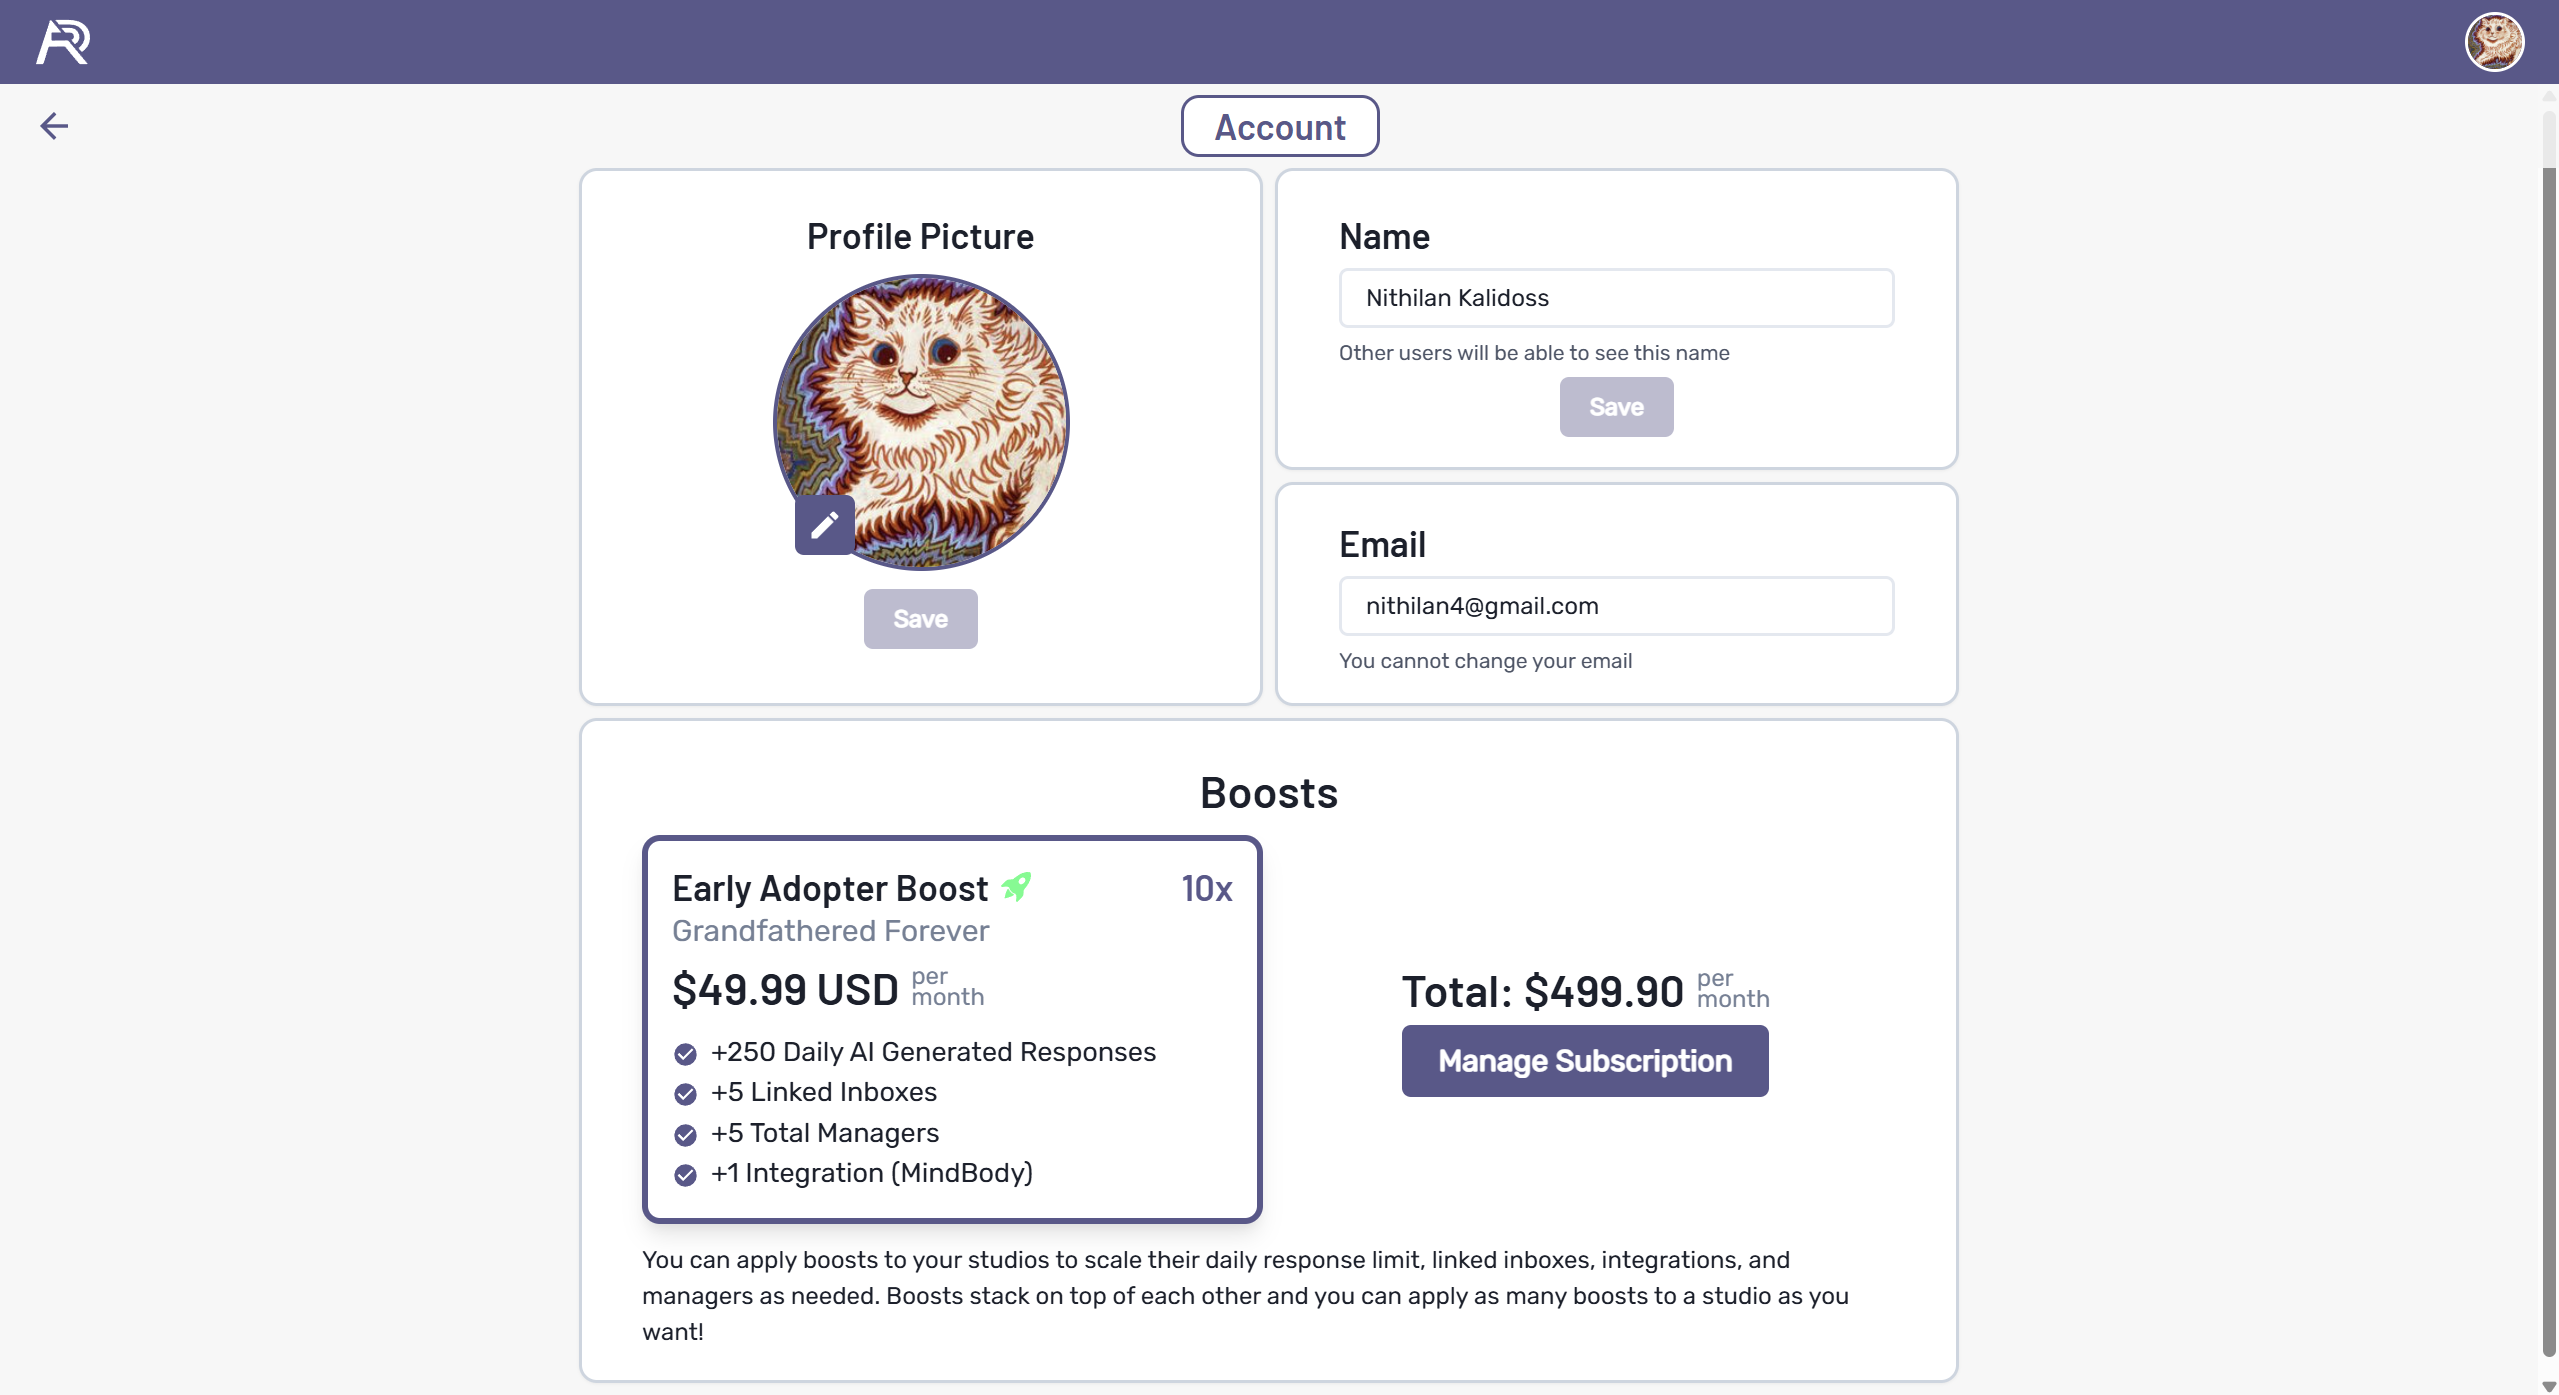 Account
Profile Picture
Save
Name
Nithilan Kalidoss
Other users will be able to see this name
Save
Email
nithilan4@gmail.com
You cannot change your email
Boosts
Early Adopter Boost 10x
Grandfathered Forever
$49.99 USD per month
+250 Daily AI Generated Responses
+5 Linked Inboxes
+5 Total Managers
+1 Integration (MindBody)
Total: $499.90 per month
Manage Subscription
You can apply boosts to your studios to scale their daily response limit, linked inboxes, integrations, and
managers as needed. Boosts stack on top of each other and you can apply as many boosts to a studio as you
want!